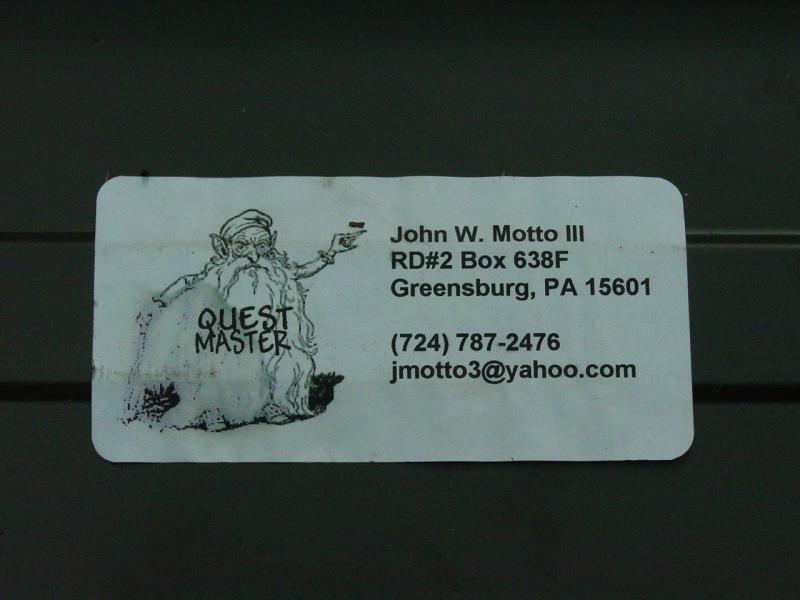 QUEST
MASTER
John W. Motto III
RD#2 Box 638F
Greensburg, PA 15601
(724) 787-2476
jmotto3@yahoo.com